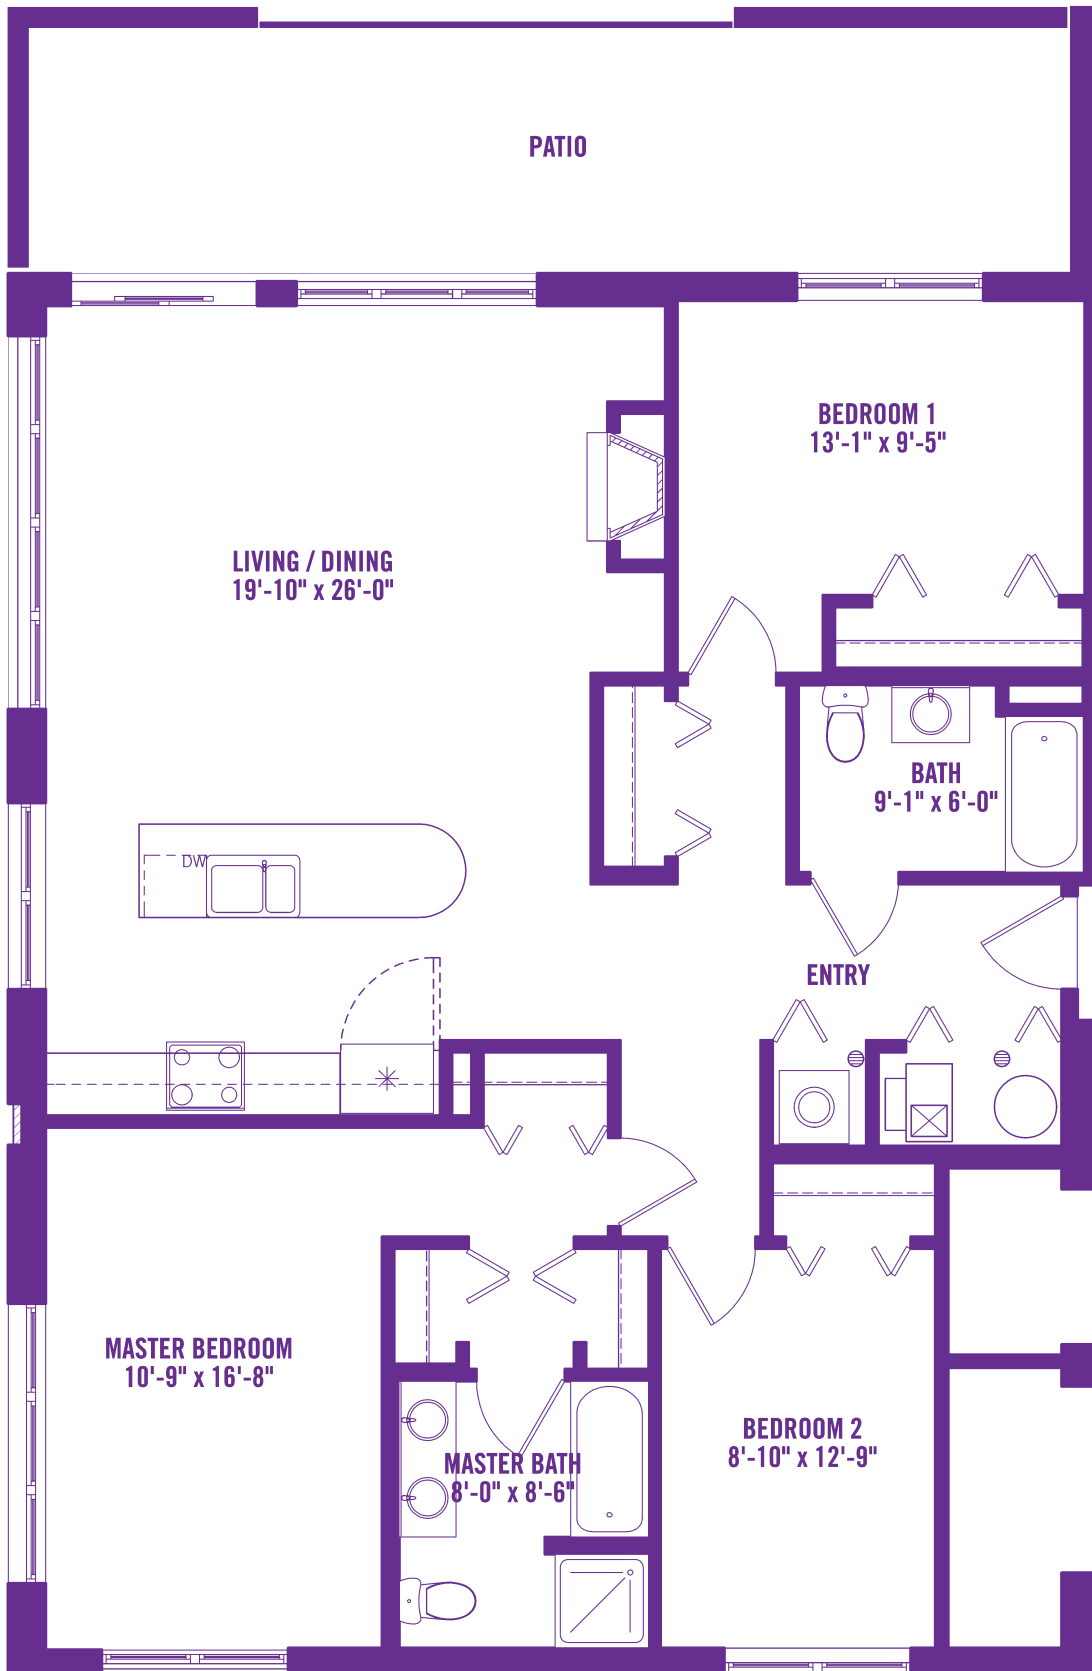 PATIO
BEDROOM 1
13'-1" x 9'-5"
LIVING / DINING
19'-10" x 26'-0"
BATH
9'-1" x 6'-0"
DW
ENTRY
MASTER BEDROOM
10'-9" x 16'-8"
BEDROOM 2
8'-10" x 12'-9"
MASTER BATH
8'-0" x 8'-6"